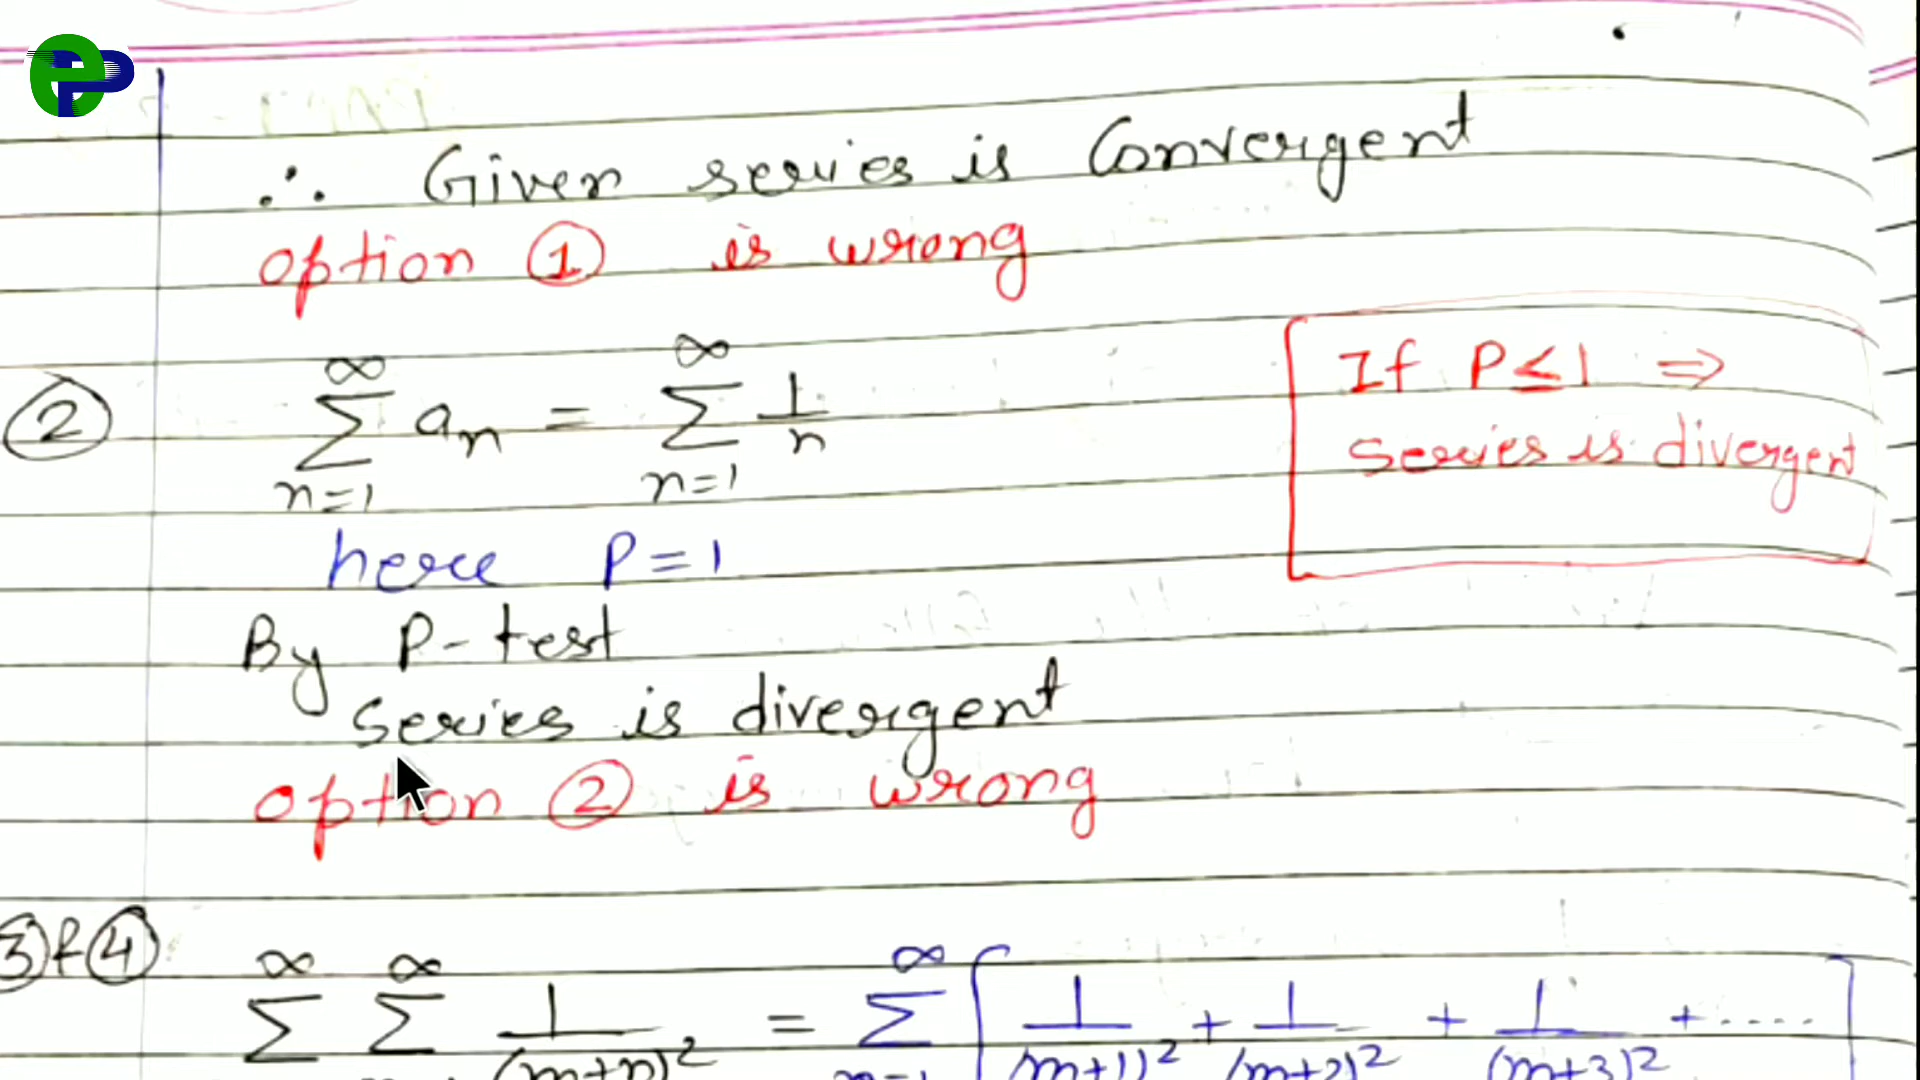 eP
∴ Given series is Convergent
option ① is wrong
② ∞ ∑ n=1 an = ∞ ∑ n=1 1/n
If P ≤ 1 ⇒
series is divergent
here P = 1
By P-test
series is divergent
option ② is wrong
③ & ④ ∞ ∑ ∞ ∑ 1/(m+n)² = ∞ ∑ [ 1/(m+1)² + 1/(m+2)² + 1/(m+3)² + .... ]